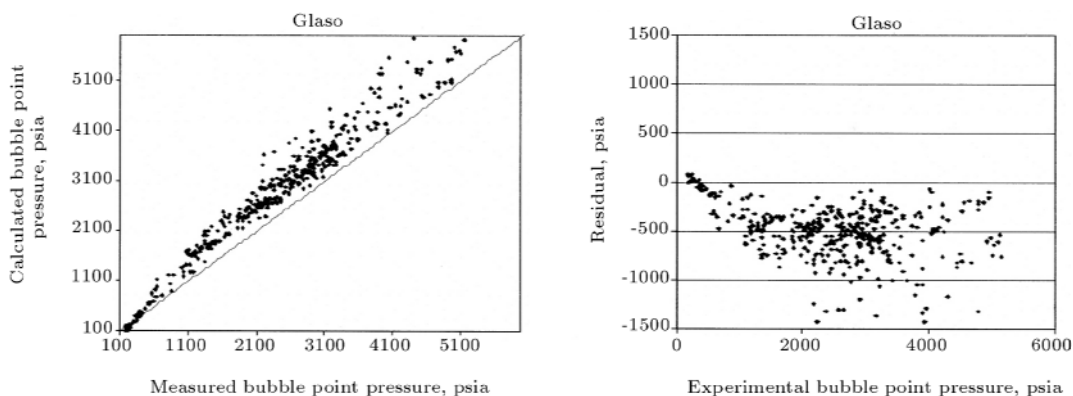 Glaso
Calculated bubble point
pressure, psia
5100
4100
3100
2100
1100
100
100 1100 2100 3100 4100 5100
Measured bubble point pressure, psia
Glaso
Residual, psia
1500
1000
500
0
-500
-1000
-1500
0 2000 4000 6000
Experimental bubble point pressure, psia